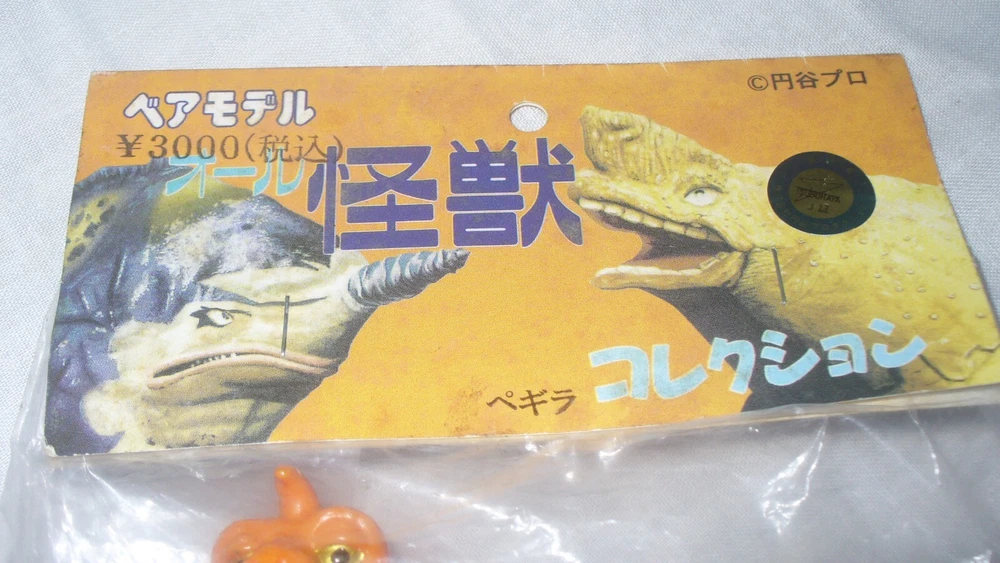 ベアモデル
©円谷プロ
¥3000(税込)
オール
怪獣
コレクション
ペギラ